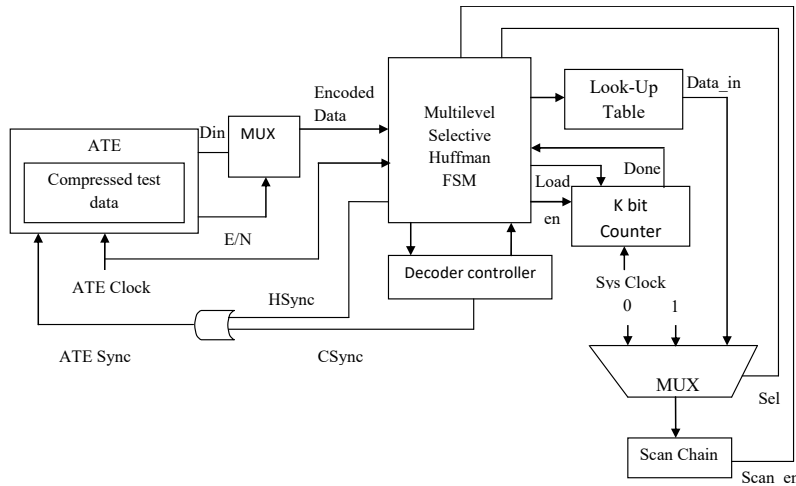 Encoded
Data
Din
MUX
ATE
Compressed test
data
E/N
ATE Clock
Multilevel
Selective
Huffman
FSM
Look-Up
Table
Data_in
Done
Load
en
K bit
Counter
Decoder controller
Sys Clock
0
1
HSync
CSync
ATE Sync
MUX
Sel
Scan Chain
Scan_en